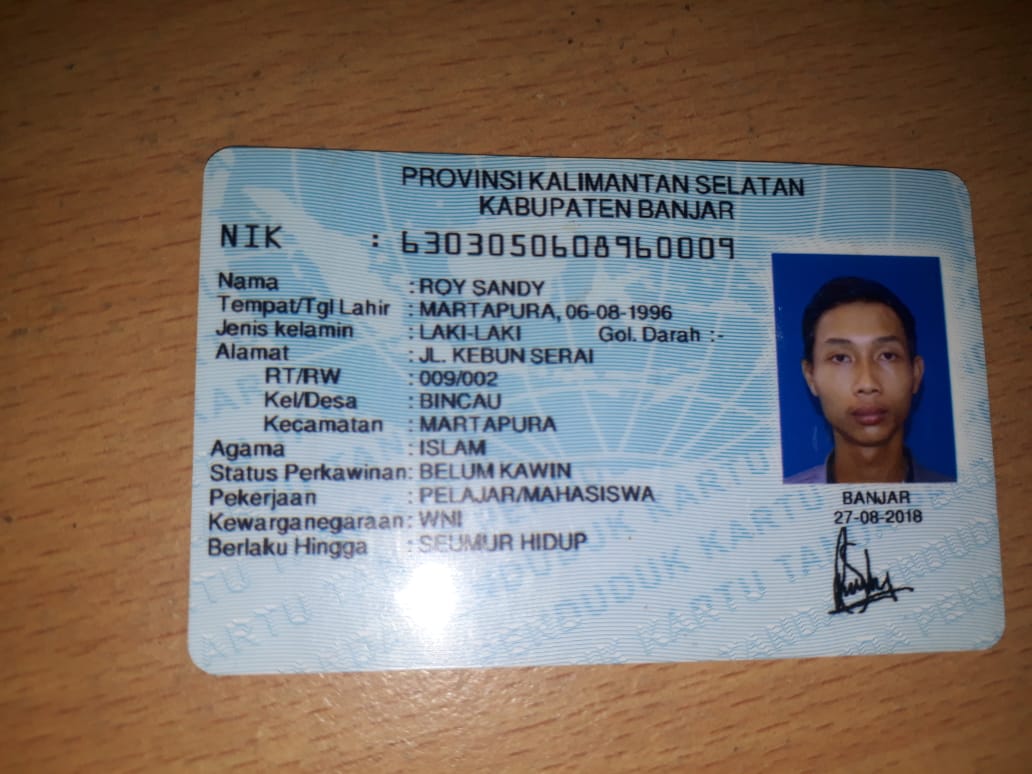 PROVINSI KALIMANTAN SELATAN
KABUPATEN BANJAR
NIK : 6303050608960009
Nama : ROY SANDY
Tempat/Tgl Lahir : MARTAPURA, 06-08-1996
Jenis kelamin : LAKI-LAKI Gol. Darah :-
Alamat : JL. KEBUN SERAI
RT/RW : 009/002
Kel/Desa : BINCAU
Kecamatan : MARTAPURA
Agama : ISLAM
Status Perkawinan: BELUM KAWIN
Pekerjaan : PELAJAR/MAHASISWA
Kewarganegaraan: WNI
Berlaku Hingga : SEUMUR HIDUP
BANJAR
27-08-2018